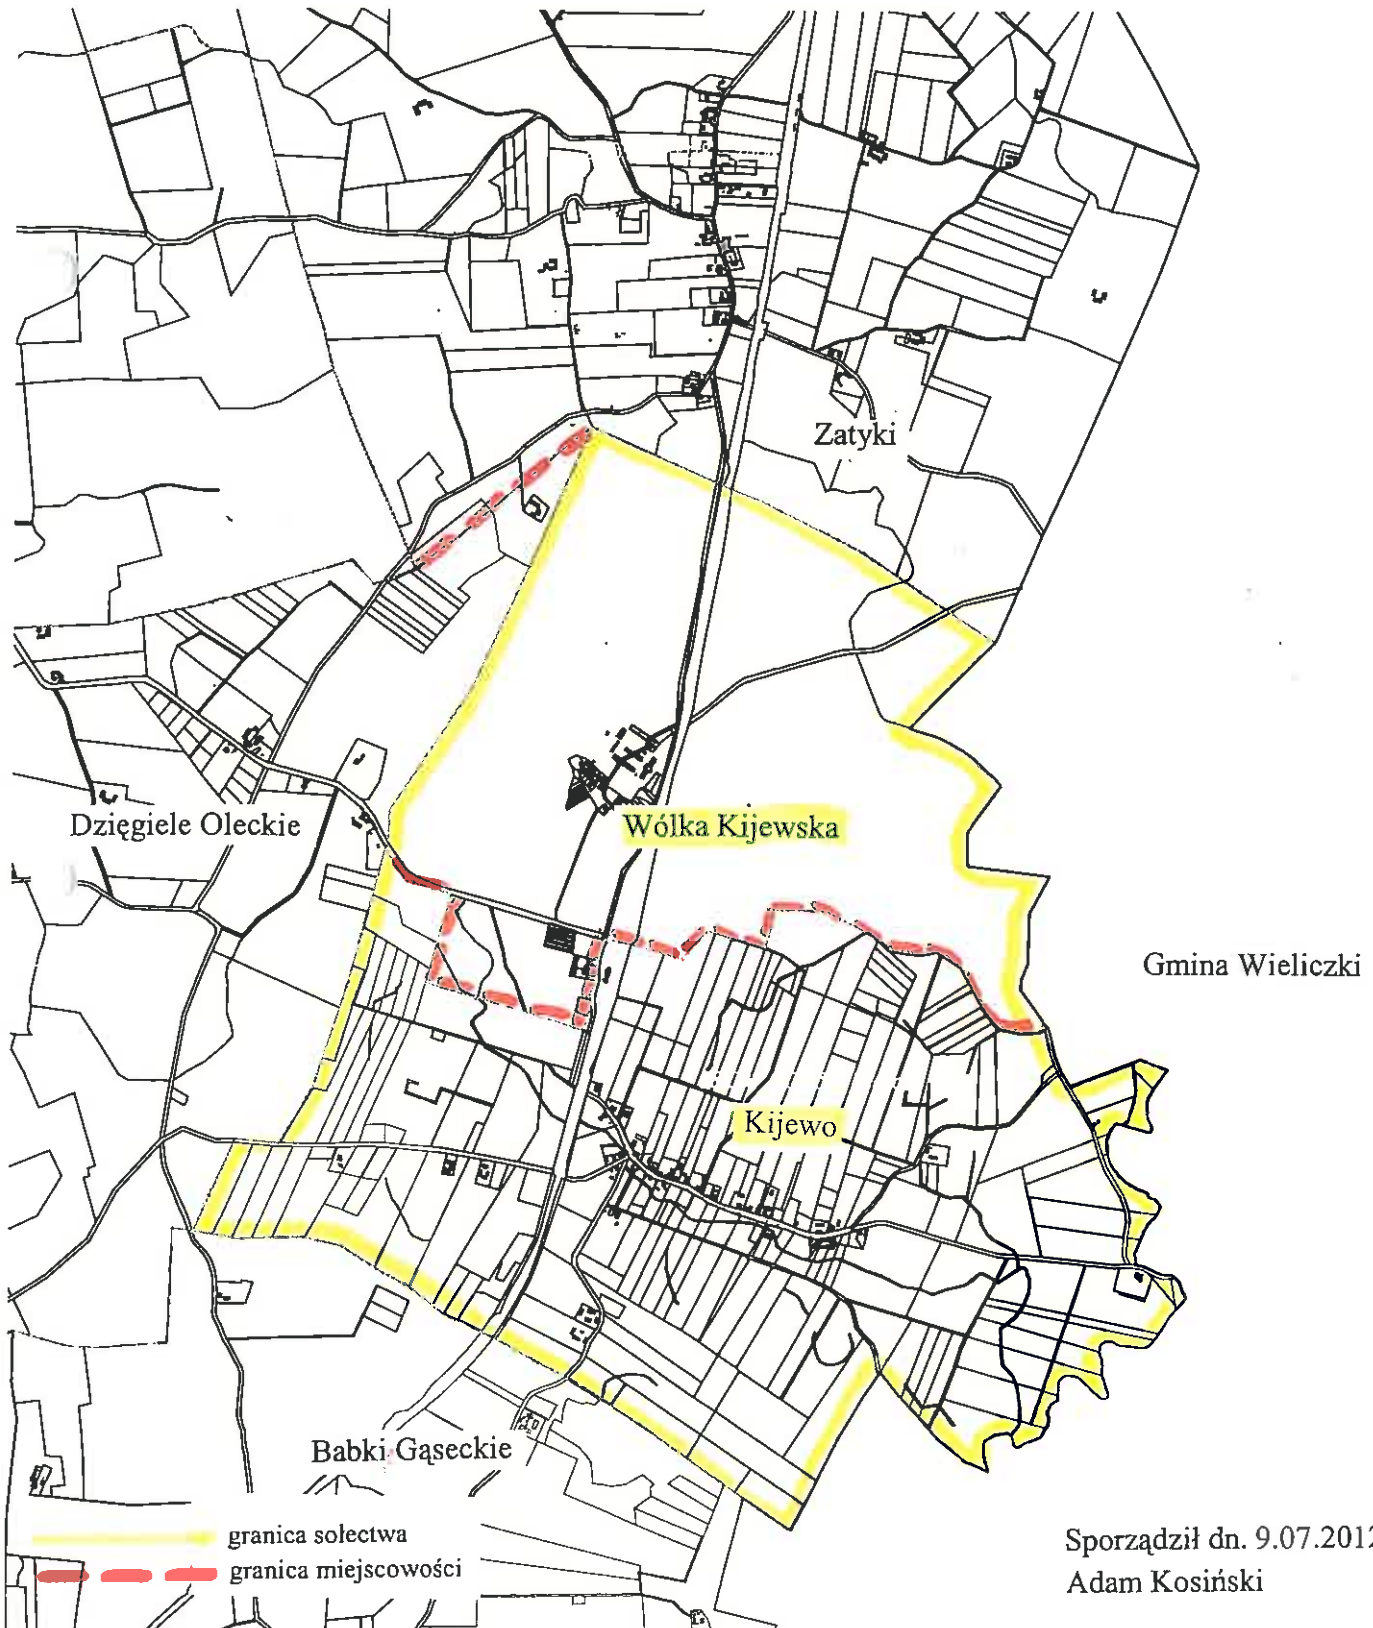 Zatyki
Dzięgiele Oleckie
Wólka Kijewska
Gmina Wieliczki
Kijewo
Babki Gąseckie
granica sołectwa
granica miejscowości
Sporządził dn. 9.07.2012
Adam Kosiński